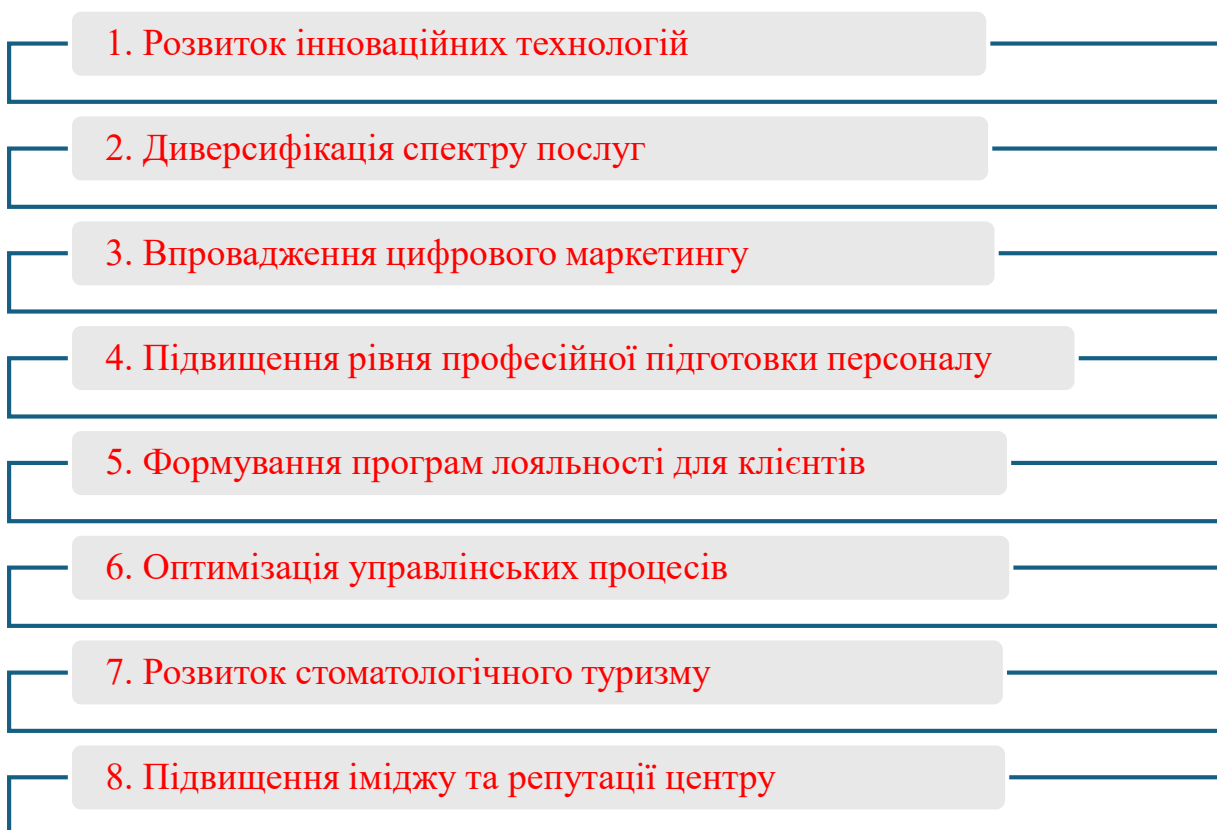 1. Розвиток інноваційних технологій
2. Диверсифікація спектру послуг
3. Впровадження цифрового маркетингу
4. Підвищення рівня професійної підготовки персоналу
5. Формування програм лояльності для клієнтів
6. Оптимізація управлінських процесів
7. Розвиток стоматологічного туризму
8. Підвищення іміджу та репутації центру